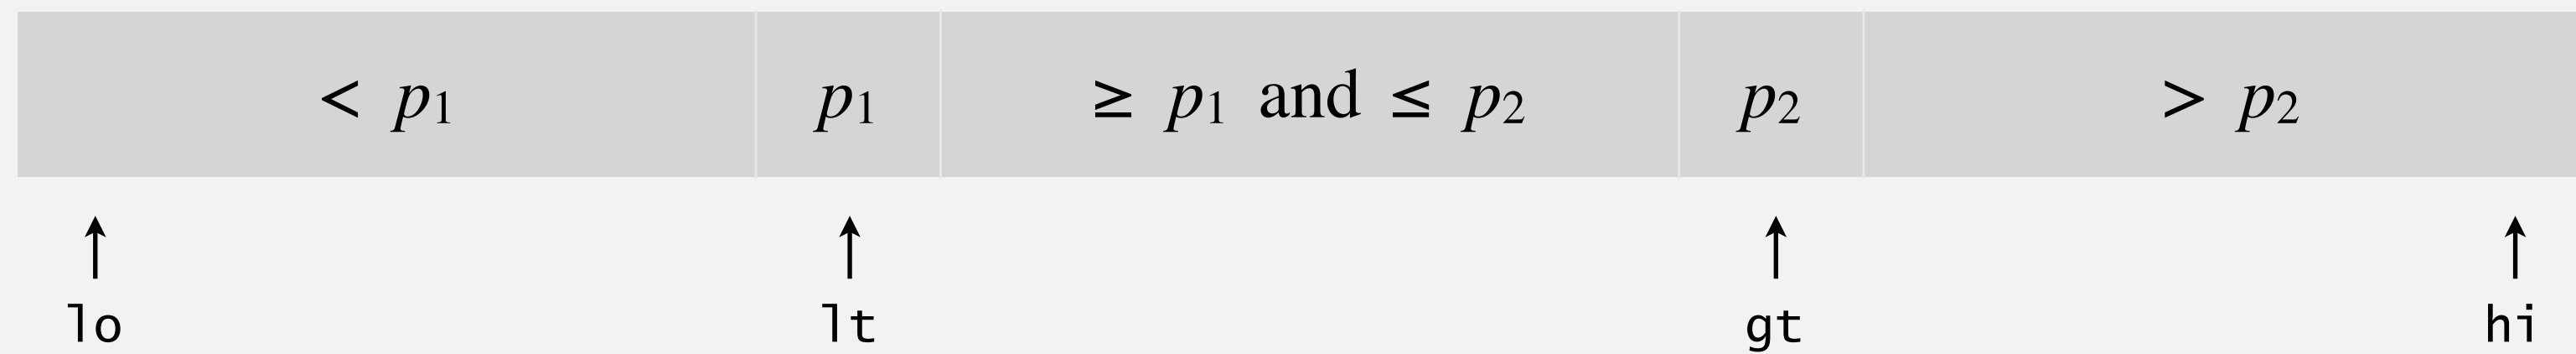 < p1 p1 ≥ p1 and ≤ p2 p2 > p2
lo lt gt hi